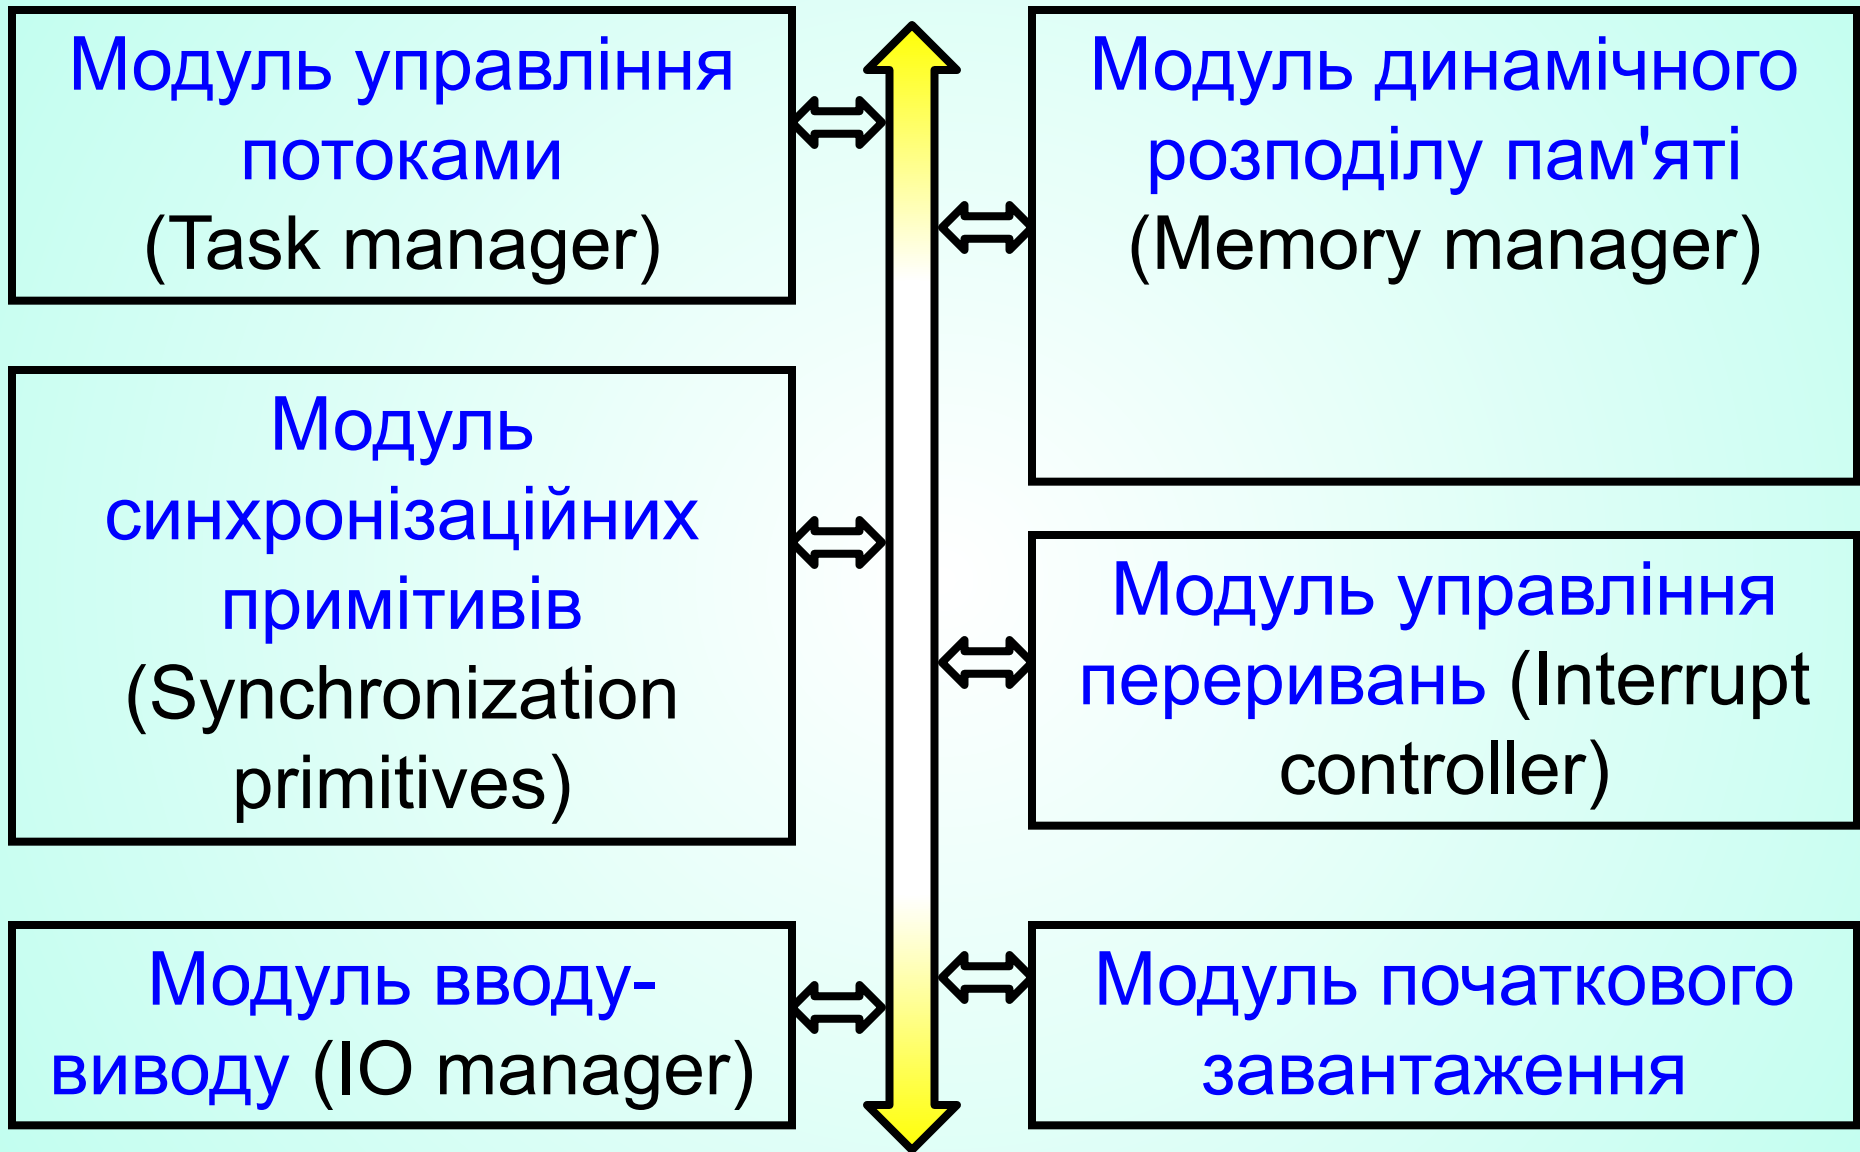 Модуль управління
потоками
(Task manager)
Модуль
синхронізаційних
примітивів
(Synchronization
primitives)
Модуль вводу-
виводу (IO manager)
Модуль динамічного
розподілу пам'яті
(Memory manager)
Модуль управління
переривань (Interrupt
controller)
Модуль початкового
завантаження